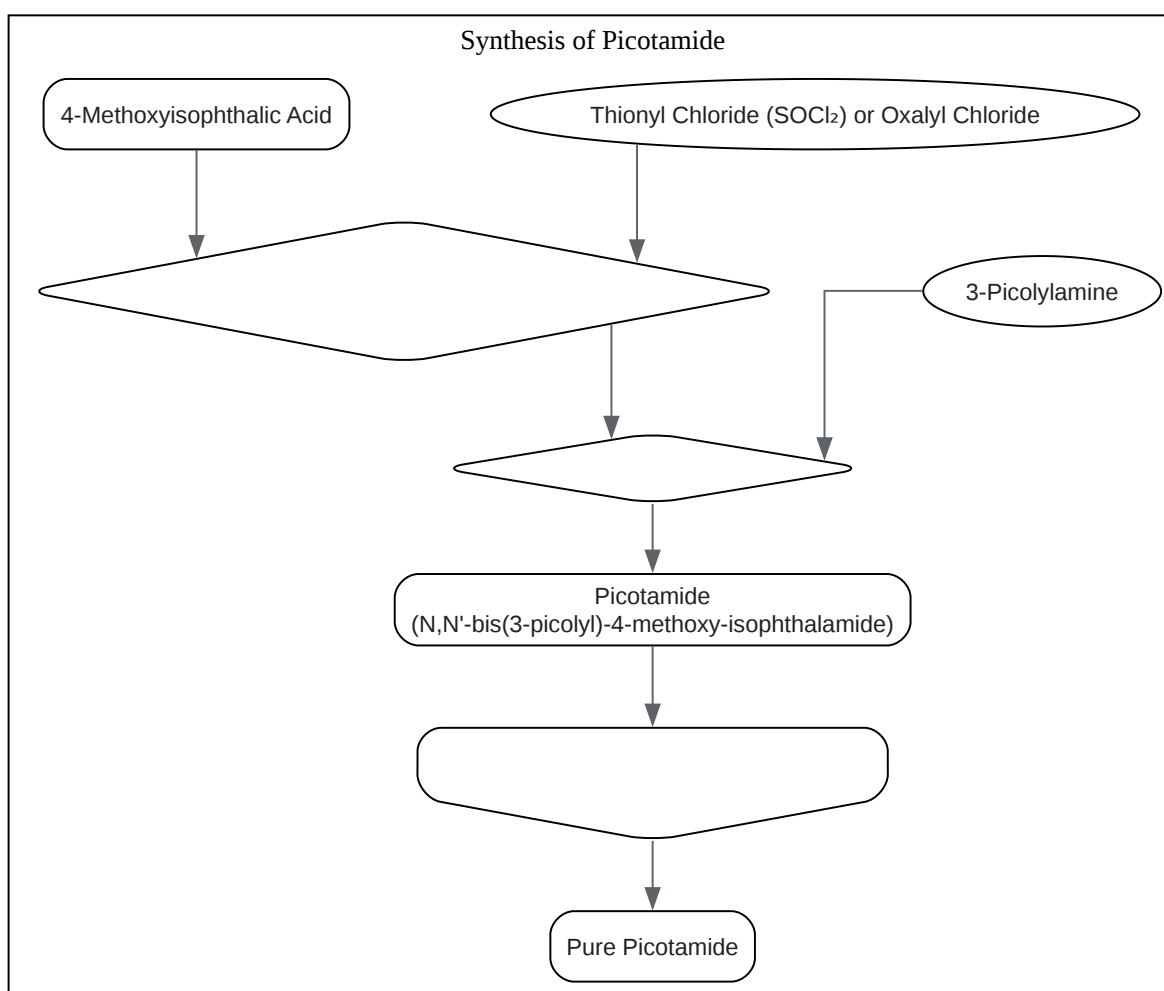 Synthesis of Picotamide
4-Methoxyisophthalic Acid
Thionyl Chloride (SOCl₂) or Oxalyl Chloride
3-Picolylamine
Picotamide
(N,N'-bis(3-picolyl)-4-methoxy-isophthalamide)
Pure Picotamide